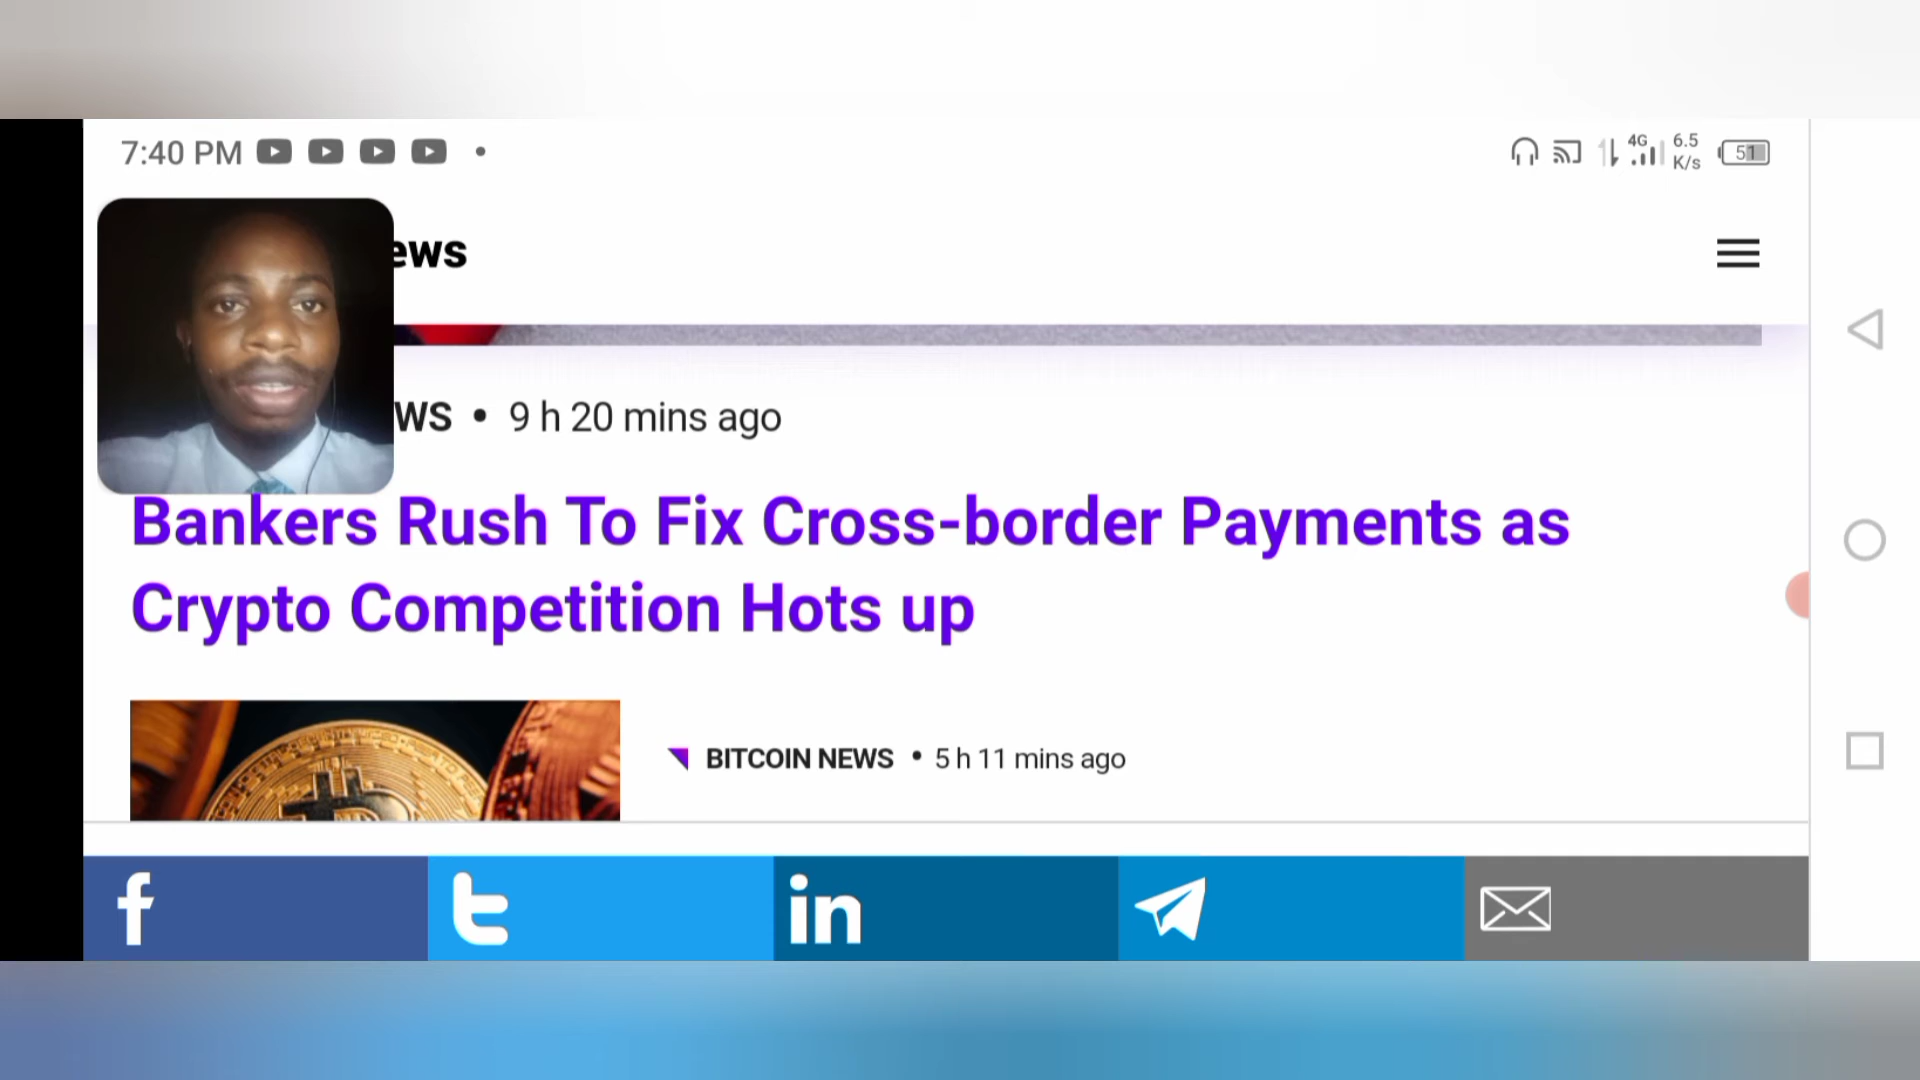 7:40 PM
4G
6.5
K/s
51
ews
WS • 9 h 20 mins ago
Bankers Rush To Fix Cross-border Payments as
Crypto Competition Hots up
BITCOIN NEWS • 5 h 11 mins ago